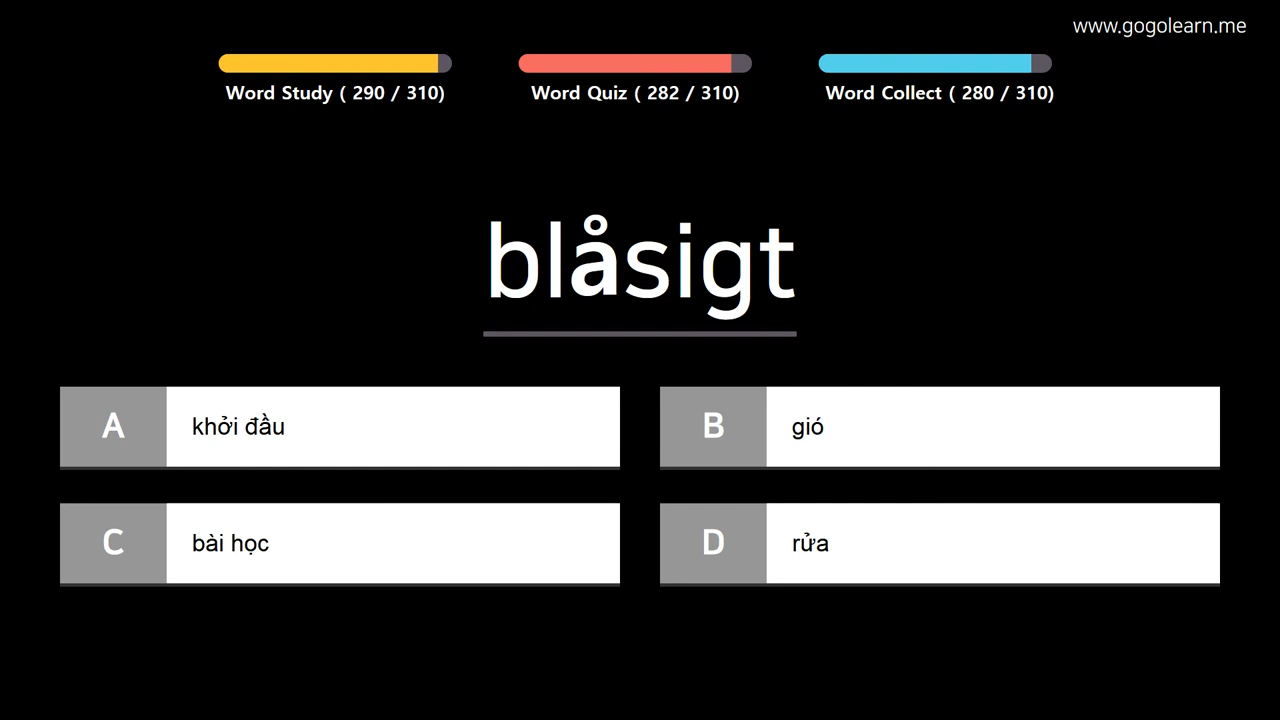 www.gogolearn.me
Word Study ( 290 / 310)
Word Quiz ( 282 / 310)
Word Collect ( 280 / 310)
blåsigt
A khởi đầu
B gió
C bài học
D rửa